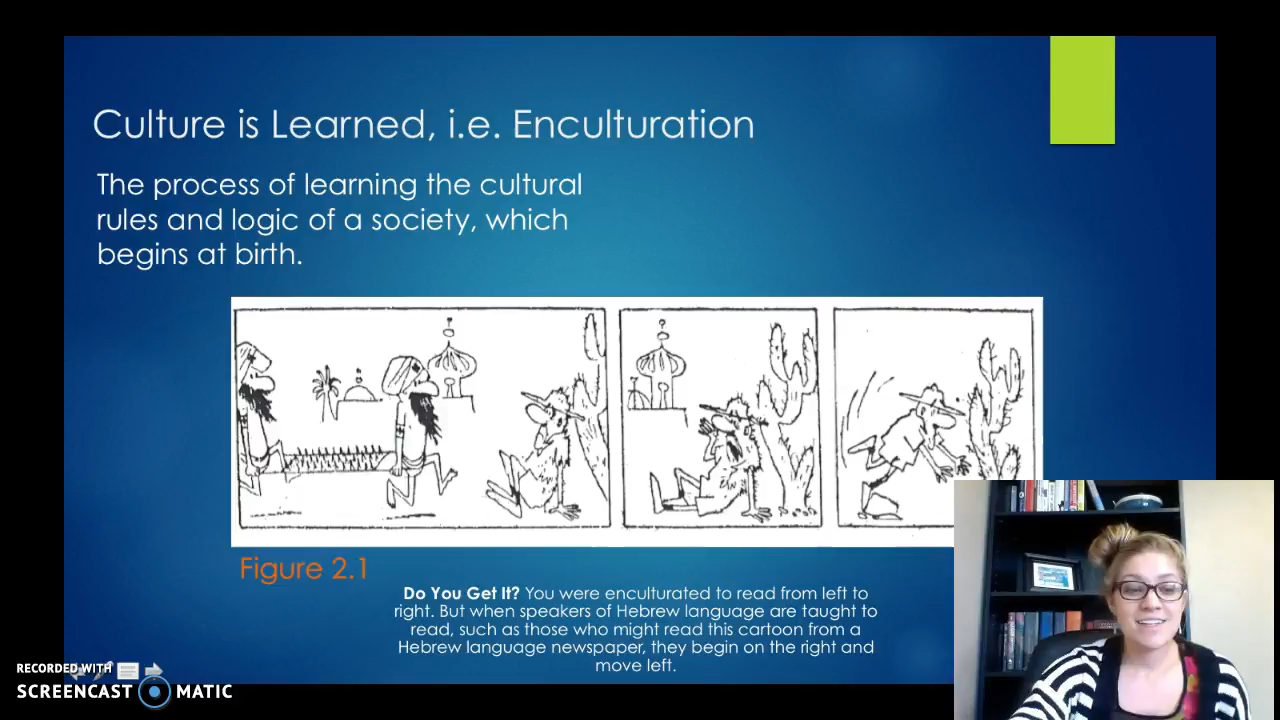 Culture is Learned, i.e. Enculturation
The process of learning the cultural
rules and logic of a society, which
begins at birth.
Figure 2.1
Do You Get It? You were enculturated to read from left to
right. But when speakers of Hebrew language are taught to
read, such as those who might read this cartoon from a
Hebrew language newspaper, they begin on the right and
move left.
RECORDED WITH
SCREENCAST MATIC